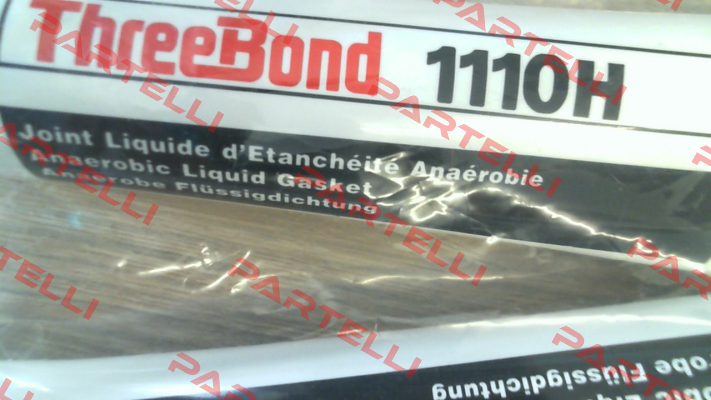 ThreeBond 1110H
Joint Liquide d'Etanchéité Anaérobie
Anaerobic Liquid Gasket
Anaerobe Flüssigdichtung
obe Flüssigdichtung
PARTELLI
PARTELLI
PARTELLI
PARTELLI
PARTELLI
PARTELLI
PARTELLI